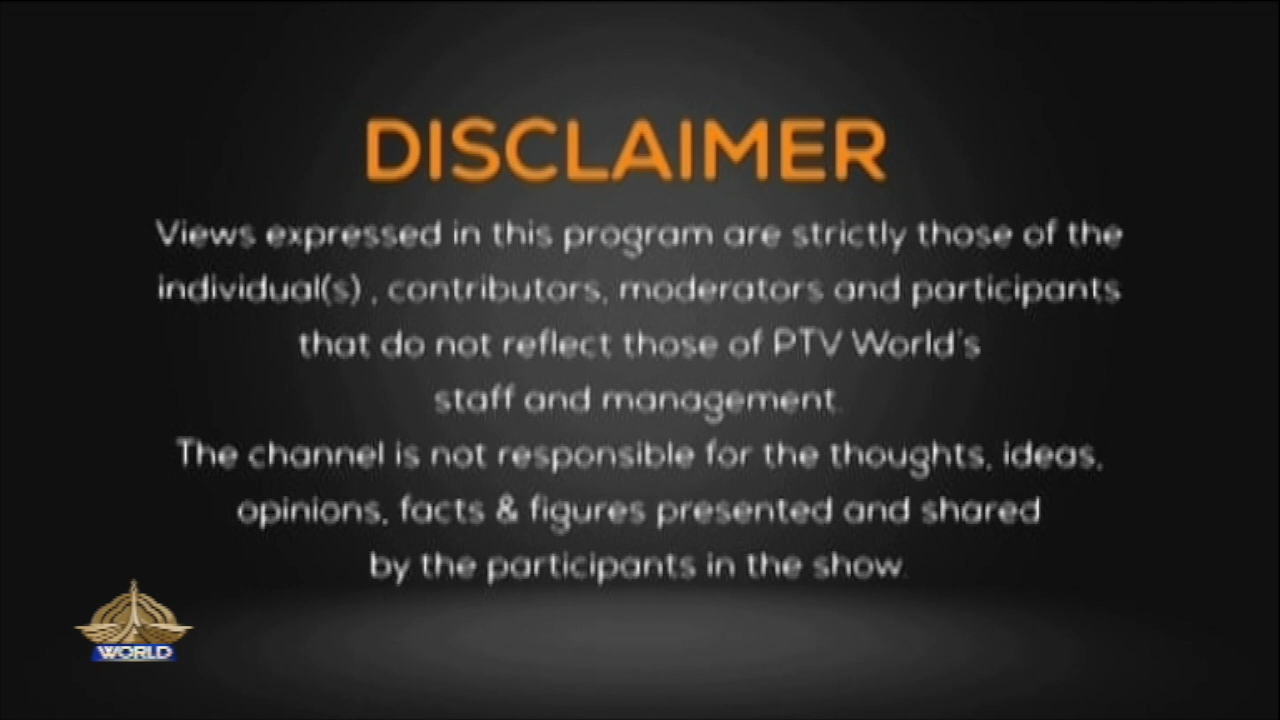 DISCLAIMER
Views expressed in this program are strictly those of the
individual(s) , contributors, moderators and participants
that do not reflect those of PTV World's
staff and management.
The channel is not responsible for the thoughts, ideas,
opinions, facts & figures presented and shared
by the participants in the show.
WORLD